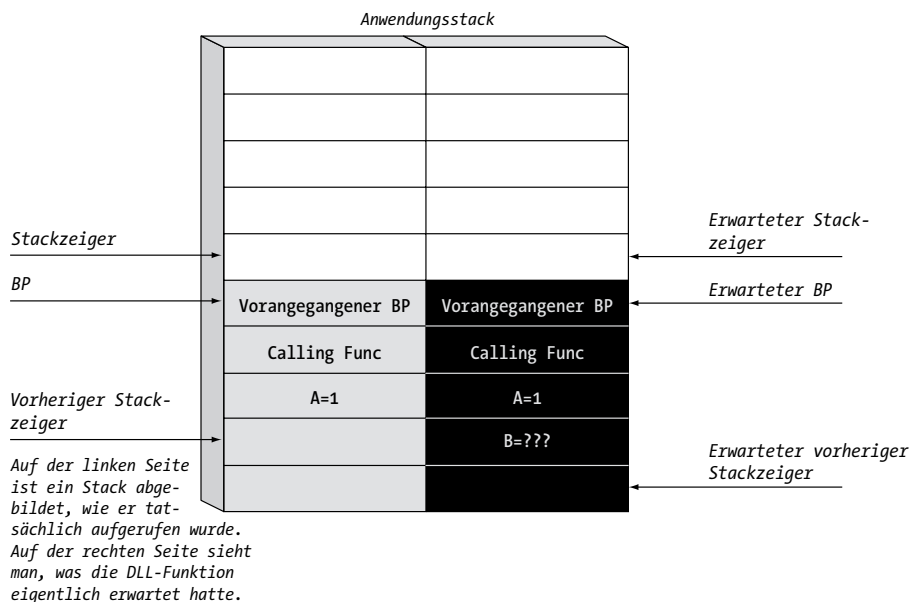 Anwendungsstack
Stackzeiger
BP
Vorheriger Stack-
zeiger
Auf der linken Seite
ist ein Stack abge-
bildet, wie er tat-
sächlich aufgerufen wurde.
Auf der rechten Seite sieht
man, was die DLL-Funktion
eigentlich erwartet hatte.
Vorangegangener BP
Calling Func
A=1
Vorangegangener BP
Calling Func
A=1
B=???
Erwarteter Stack-
zeiger
Erwarteter BP
Erwarteter vorheriger
Stackzeiger